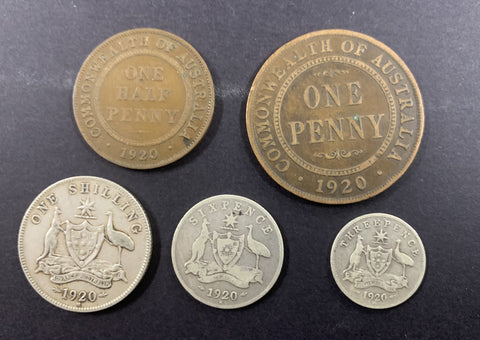 COMMONWEALTH OF AUSTRALIA
ONE
HALF
PENNY
· 1920 ·
COMMONWEALTH OF AUSTRALIA
ONE
PENNY
· 1920 ·
ONE SHILLING
1920
SIXPENCE
1920
THREEPENCE
1920